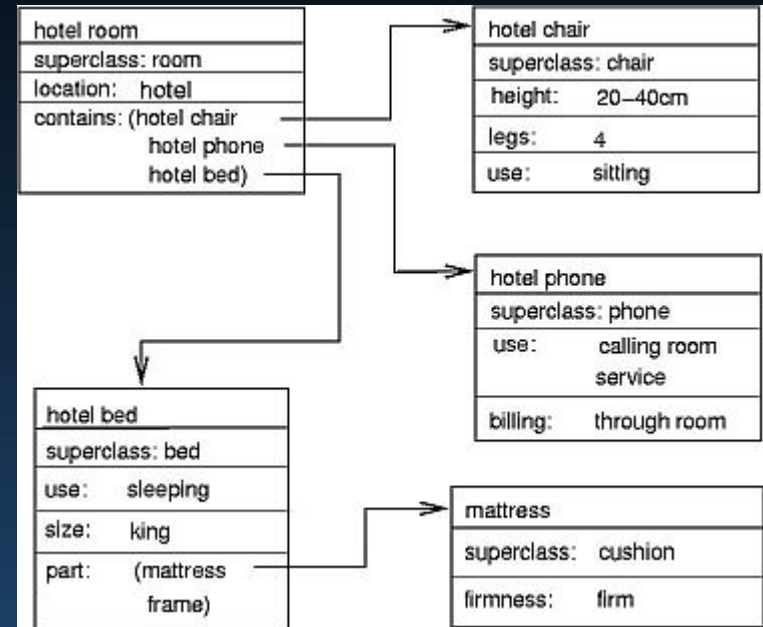 hotel room
superclass: room
location: hotel
contains: (hotel chair
hotel phone
hotel bed)
hotel chair
superclass: chair
height: 20–40cm
legs: 4
use: sitting
hotel phone
superclass: phone
use: calling room
service
billing: through room
hotel bed
superclass: bed
use: sleeping
size: king
part: (mattress
frame)
mattress
superclass: cushion
firmness: firm